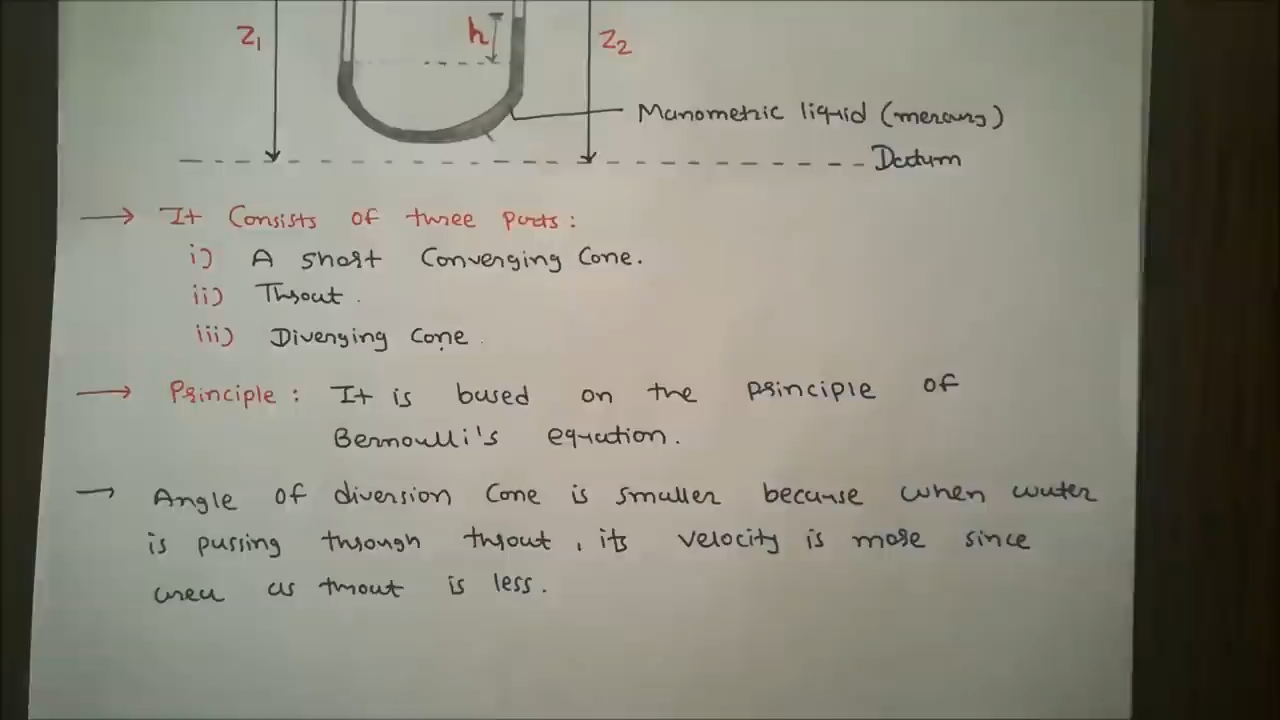 Z1 h Z2
Manometric liquid (mercury)
Datum
→ It Consists of three parts:
i) A short Converging Cone.
ii) Throat.
iii) Diverging Cone.
→ Principle: It is based on the principle of
Bernoulli's equation.
— Angle of diversion Cone is smaller because when water
is passing through throat, its velocity is more since
area as throat is less.